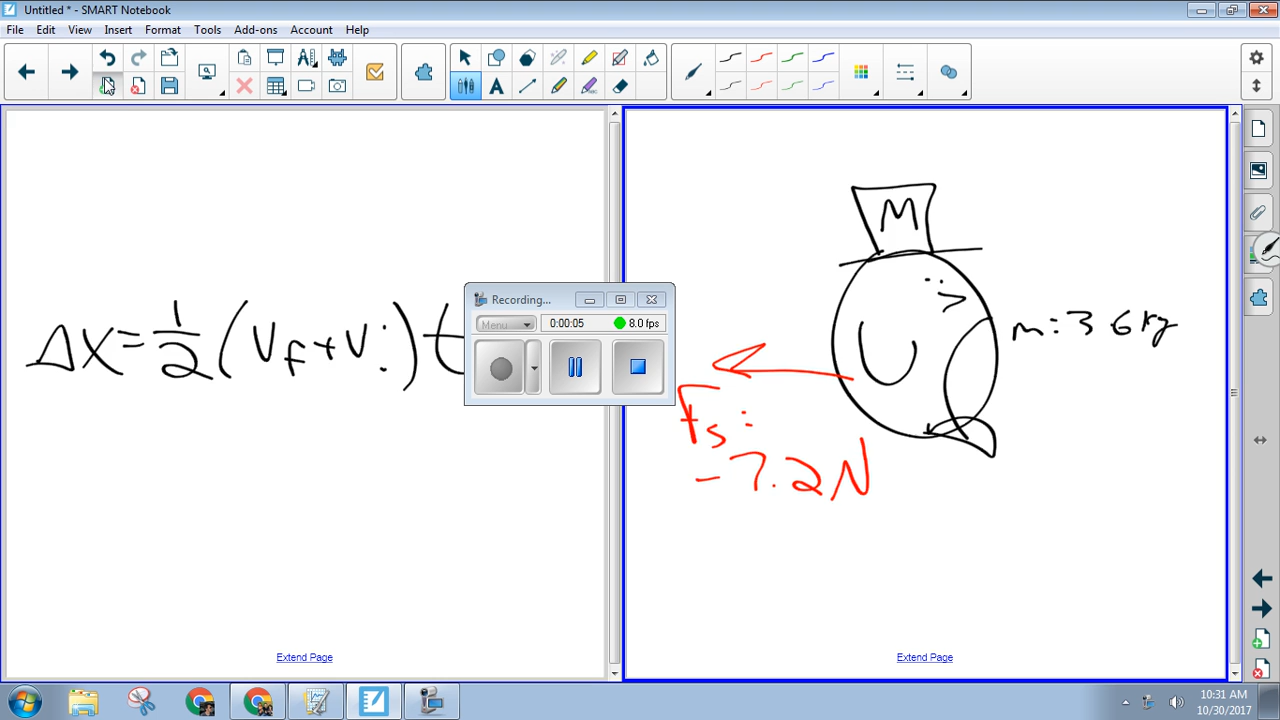 Untitled * - SMART Notebook
File Edit View Insert Format Tools Add-ons Account Help
Recording...
Menu 0:00:05 8.0 fps
M
Δx = 1/2 (Vf + Vi) t
m: 3 6 kg
fs:
-7.2N
Extend Page
Extend Page
10:31 AM
10/30/2017